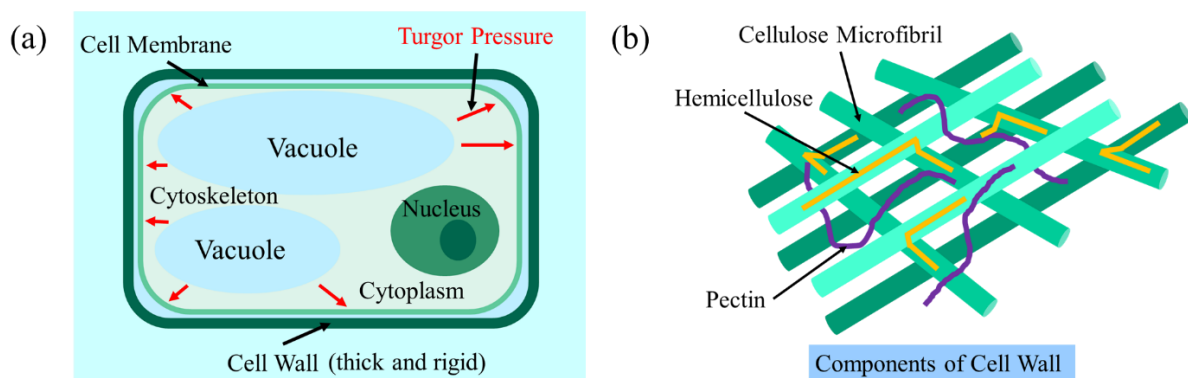 (a)
Cell Membrane
Turgor Pressure
Vacuole
Cytoskeleton
Nucleus
Vacuole
Cytoplasm
Cell Wall (thick and rigid)
(b)
Cellulose Microfibril
Hemicellulose
Pectin
Components of Cell Wall